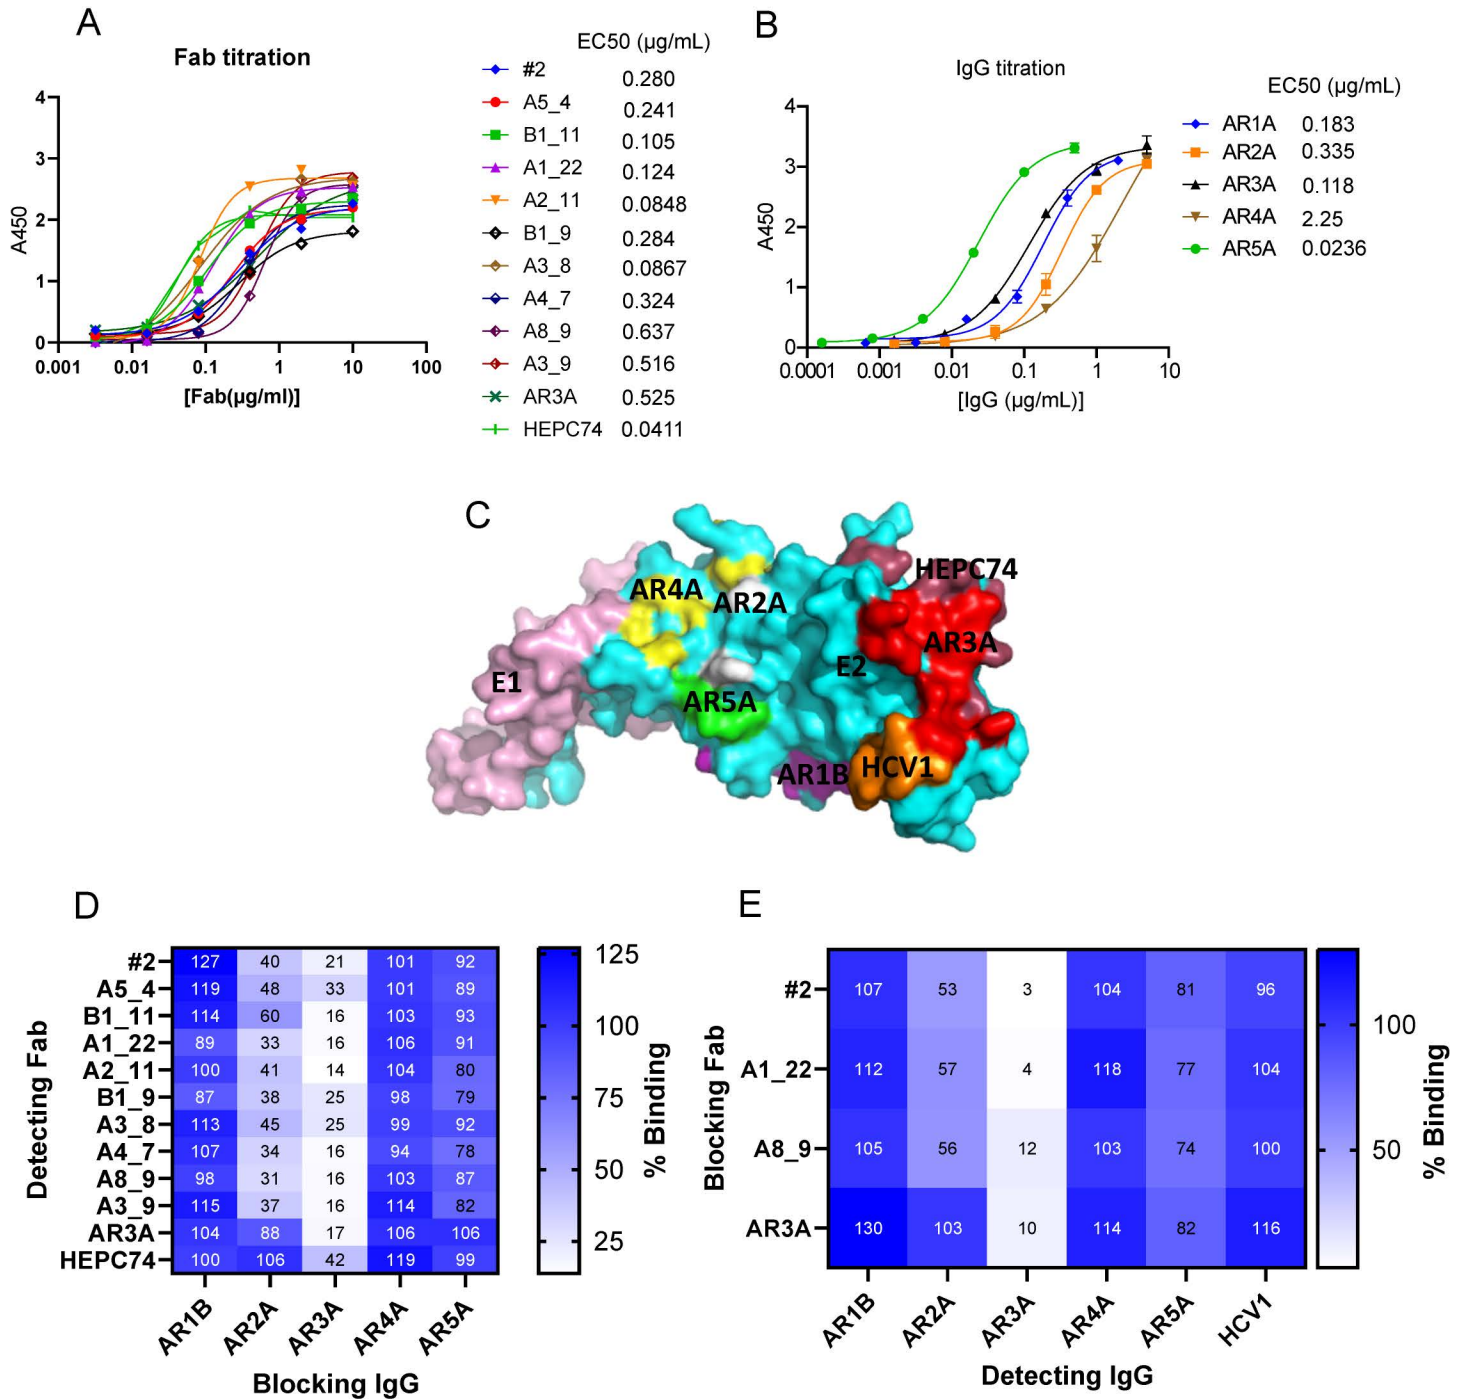 A
Fab titration
EC50 (µg/mL)
#2 0.280
A5_4 0.241
B1_11 0.105
A1_22 0.124
A2_11 0.0848
B1_9 0.284
A3_8 0.0867
A4_7 0.324
A8_9 0.637
A3_9 0.516
AR3A 0.525
HEPC74 0.0411
4
3
2
1
0
A450
0.001 0.01 0.1 1 10 100
[Fab(µg/ml)]
B
IgG titration
EC50 (µg/mL)
AR1A 0.183
AR2A 0.335
AR3A 0.118
AR4A 2.25
AR5A 0.0236
4
3
2
1
0
A450
0.0001 0.001 0.01 0.1 1 10
[IgG (µg/mL)]
C
HEPC74
AR4A
AR2A
AR3A
E2
E1
AR5A
AR1B
HCV1
D
Detecting Fab
#2 127 40 21 101 92
A5_4 119 48 33 101 89
B1_11 114 60 16 103 93
A1_22 89 33 16 106 91
A2_11 100 41 14 104 80
B1_9 87 38 25 98 79
A3_8 113 45 25 99 92
A4_7 107 34 16 94 78
A8_9 98 31 16 103 87
A3_9 115 37 16 114 82
AR3A 104 88 17 106 106
HEPC74 100 106 42 119 99
AR1B AR2A AR3A AR4A AR5A
Blocking IgG
125
100
75
50
25
% Binding
E
Blocking Fab
#2 107 53 3 104 81 96
A1_22 112 57 4 118 77 104
A8_9 105 56 12 103 74 100
AR3A 130 103 10 114 82 116
AR1B AR2A AR3A AR4A AR5A HCV1
Detecting IgG
100
50
% Binding